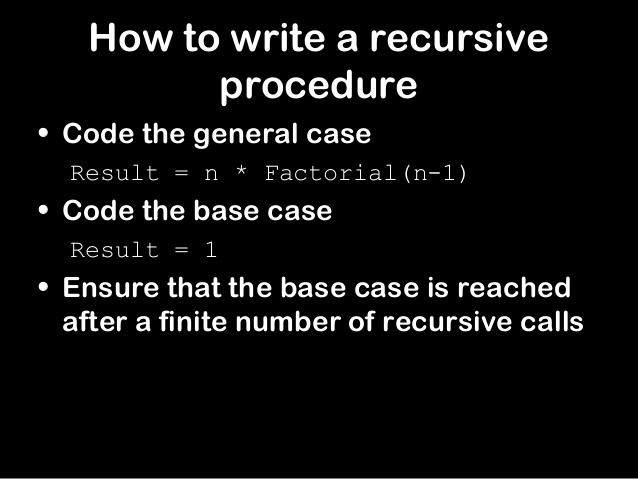 How to write a recursive
procedure
• Code the general case
Result = n * Factorial(n-1)
• Code the base case
Result = 1
• Ensure that the base case is reached
after a finite number of recursive calls